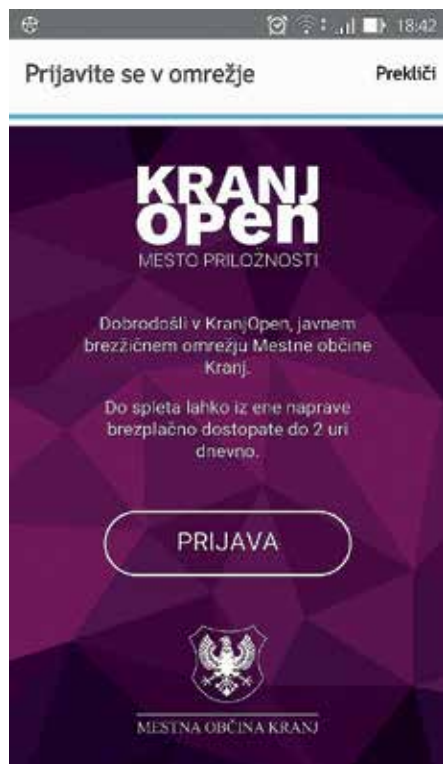 18:42
Prijavite se v omrežje Prekliči
KRANJ
open
MESTO PRILOŽNOSTI
Dobrodošli v KranjOpen, javnem
brezžičnem omrežju Mestne občine
Kranj.
Do spleta lahko iz ene naprave
brezplačno dostopate do 2 uri
dnevno.
PRIJAVA
MESTNA OBČINA KRANJ